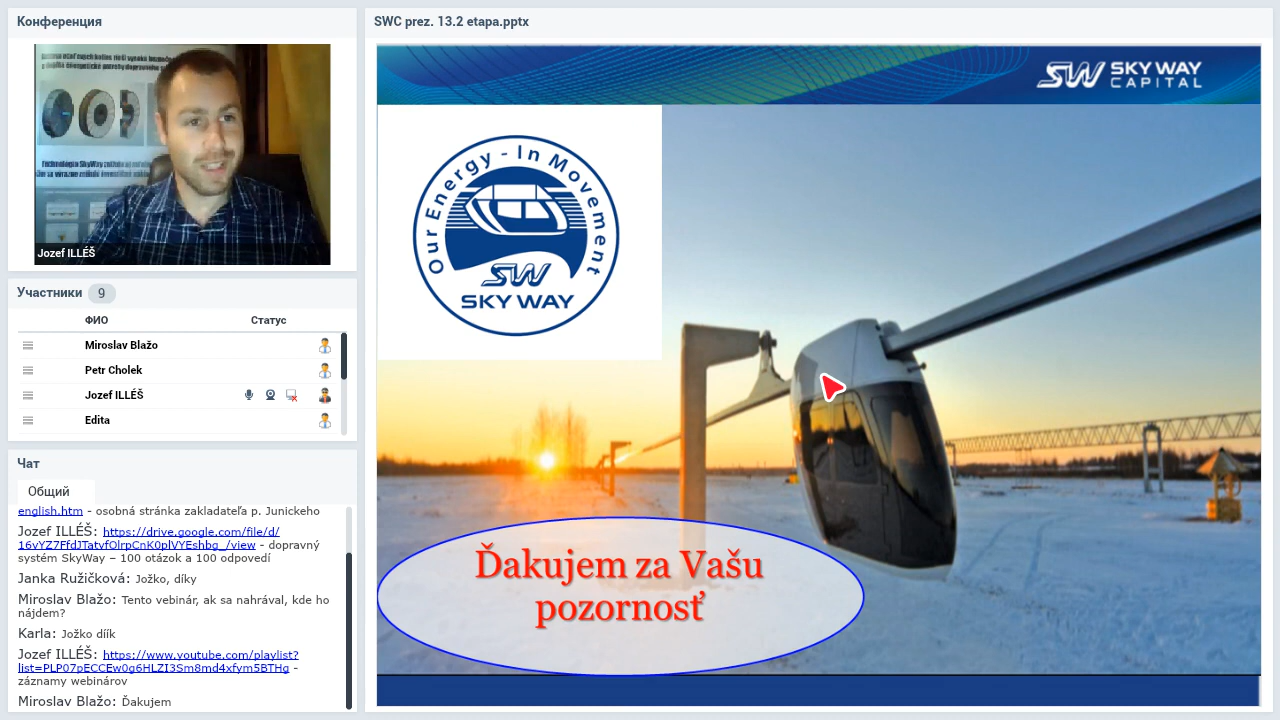 Конференция
Jozef ILLÉŠ
Участники 9
ФИО Статус
Miroslav Blažo
Petr Cholek
Jozef ILLÉŠ
Edita
Чат
Общий
english.htm - osobná stránka zakladateľa p. Junickeho
Jozef ILLÉŠ: https://drive.google.com/file/d/
16vYZ7FfdJTatvfOlrpCnK0plVYEshbg_/view - dopravný
systém SkyWay – 100 otázok a 100 odpovedí
Janka Ružičková: Jožko, díky
Miroslav Blažo: Tento vebinár, ak sa nahrával, kde ho
nájdem?
Karla: Jožko díík
Jozef ILLÉŠ: https://www.youtube.com/playlist?
list=PLP07pECCEw0g6HLZI3Sm8md4xfym5BTHg -
záznamy webinárov
Miroslav Blažo: Ďakujem
SWC prez. 13.2 etapa.pptx
SW SKY WAY
CAPITAL
Our Energy - In Movement
SW
SKY WAY
Ďakujem za Vašu
pozornosť